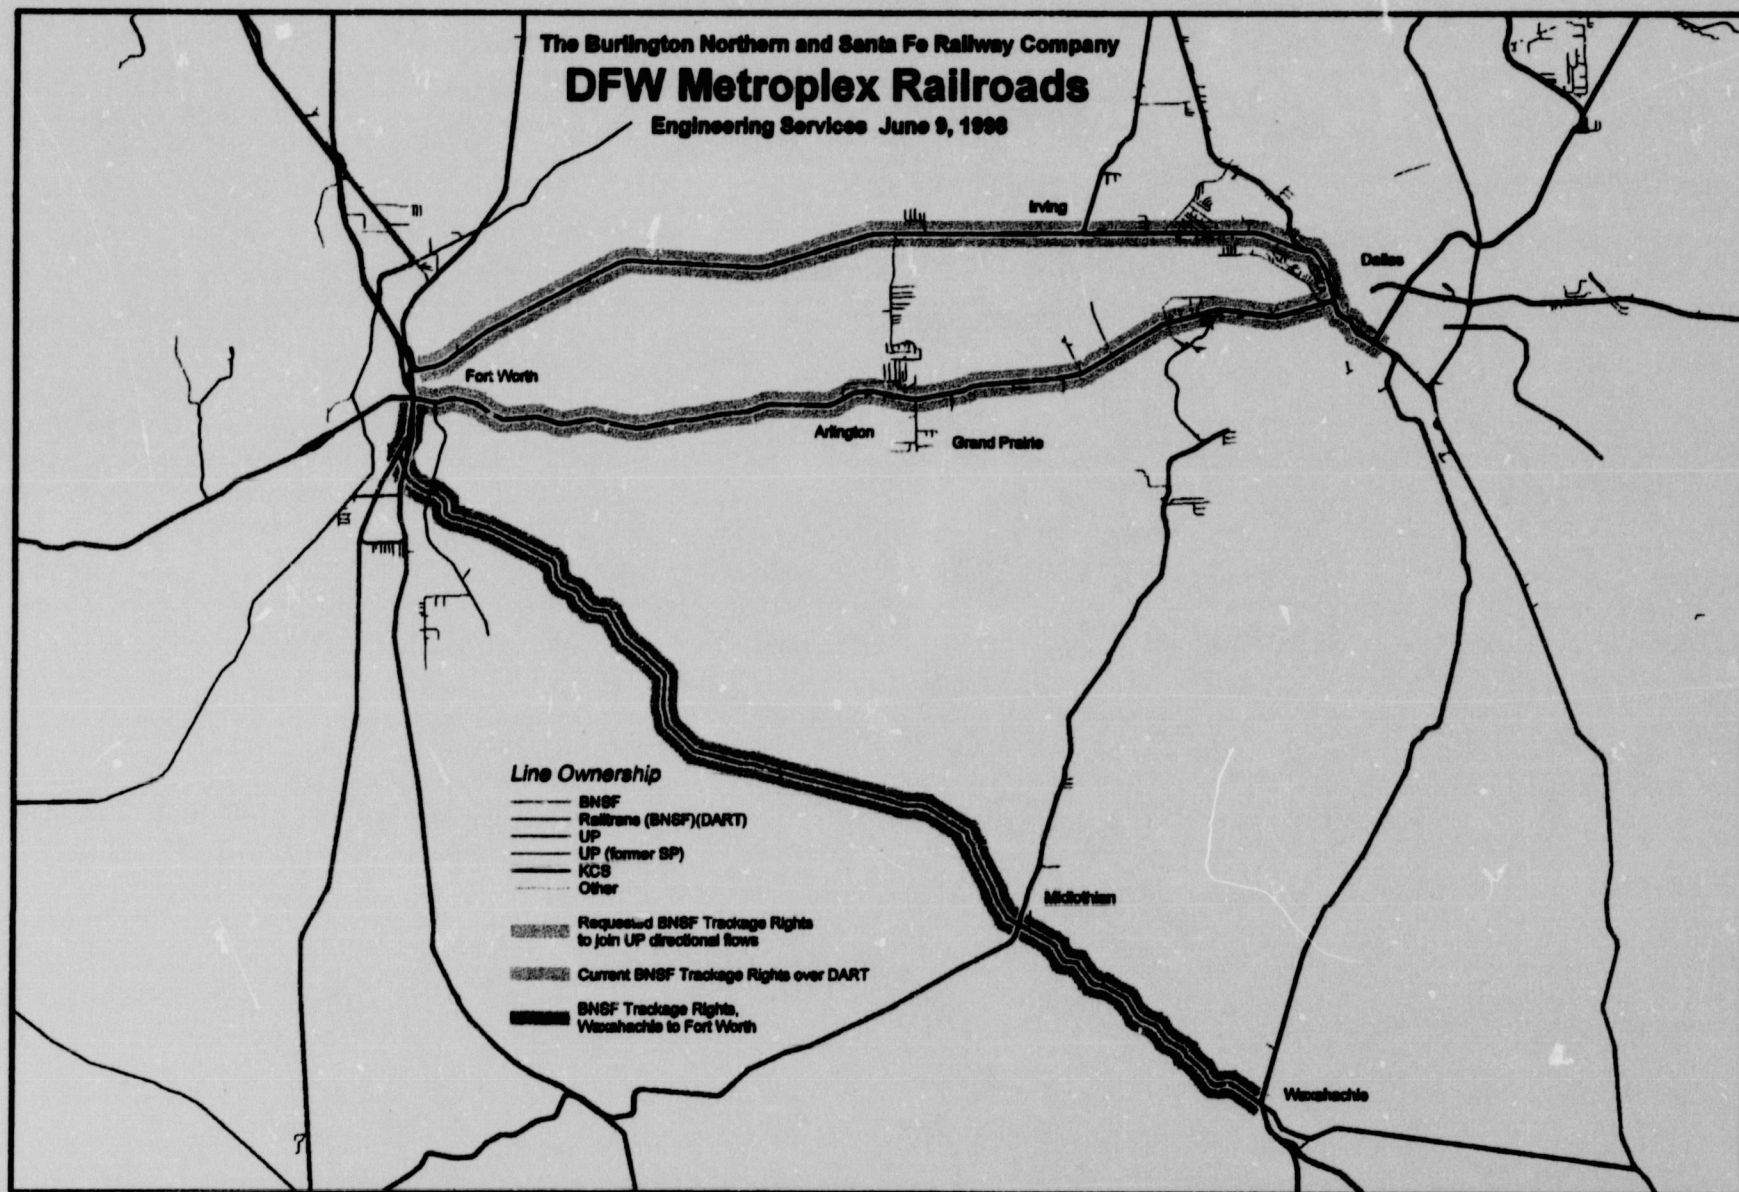 The Burlington Northern and Santa Fe Railway Company
DFW Metroplex Railroads
Engineering Services June 9, 1998
Irving
Dallas
Fort Worth
Arlington
Grand Prairie
Line Ownership
BNSF
Railtrans (BNSF)(DART)
UP
UP (former SP)
KCS
Other
Midlothian
Requested BNSF Trackage Rights
to join UP directional flows
Current BNSF Trackage Rights over DART
BNSF Trackage Rights,
Waxahachie to Fort Worth
Waxahachie